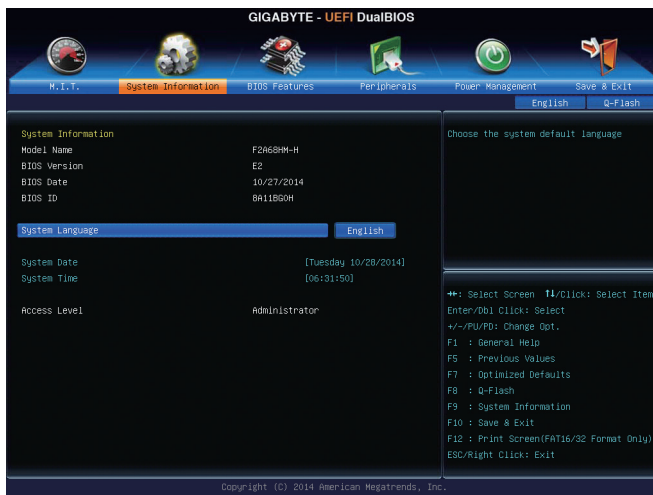 GIGABYTE - UEFI DualBIOS
M.I.T. System Information BIOS Features Peripherals Power Management Save & Exit
English Q-Flash
System Information
Model Name F2A68HM-H
BIOS Version E2
BIOS Date 10/27/2014
BIOS ID 8A11BG0H
System Language English
System Date [Tuesday 10/28/2014]
System Time [06:31:50]
Access Level Administrator
Choose the system default language
→←: Select Screen ↑↓/Click: Select Item
Enter/Dbl Click: Select
+/-/PU/PD: Change Opt.
F1 : General Help
F5 : Previous Values
F7 : Optimized Defaults
F8 : Q-Flash
F9 : System Information
F10 : Save & Exit
F12 : Print Screen(FAT16/32 Format Only)
ESC/Right Click: Exit
Copyright (C) 2014 American Megatrends, Inc.